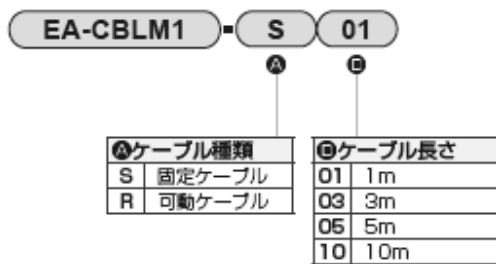 EA-CBLM1 - S 01
Ⓐ Ⓑ
Ⓐケーブル種類
S 固定ケーブル
R 可動ケーブル
Ⓑケーブル長さ
01 1m
03 3m
05 5m
10 10m